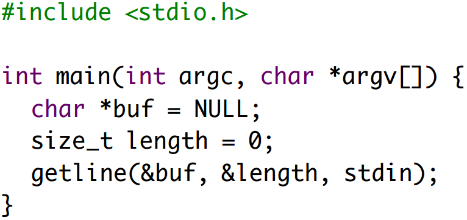 #include <stdio.h>

int main(int argc, char *argv[]) {
  char *buf = NULL;
  size_t length = 0;
  getline(&buf, &length, stdin);
}